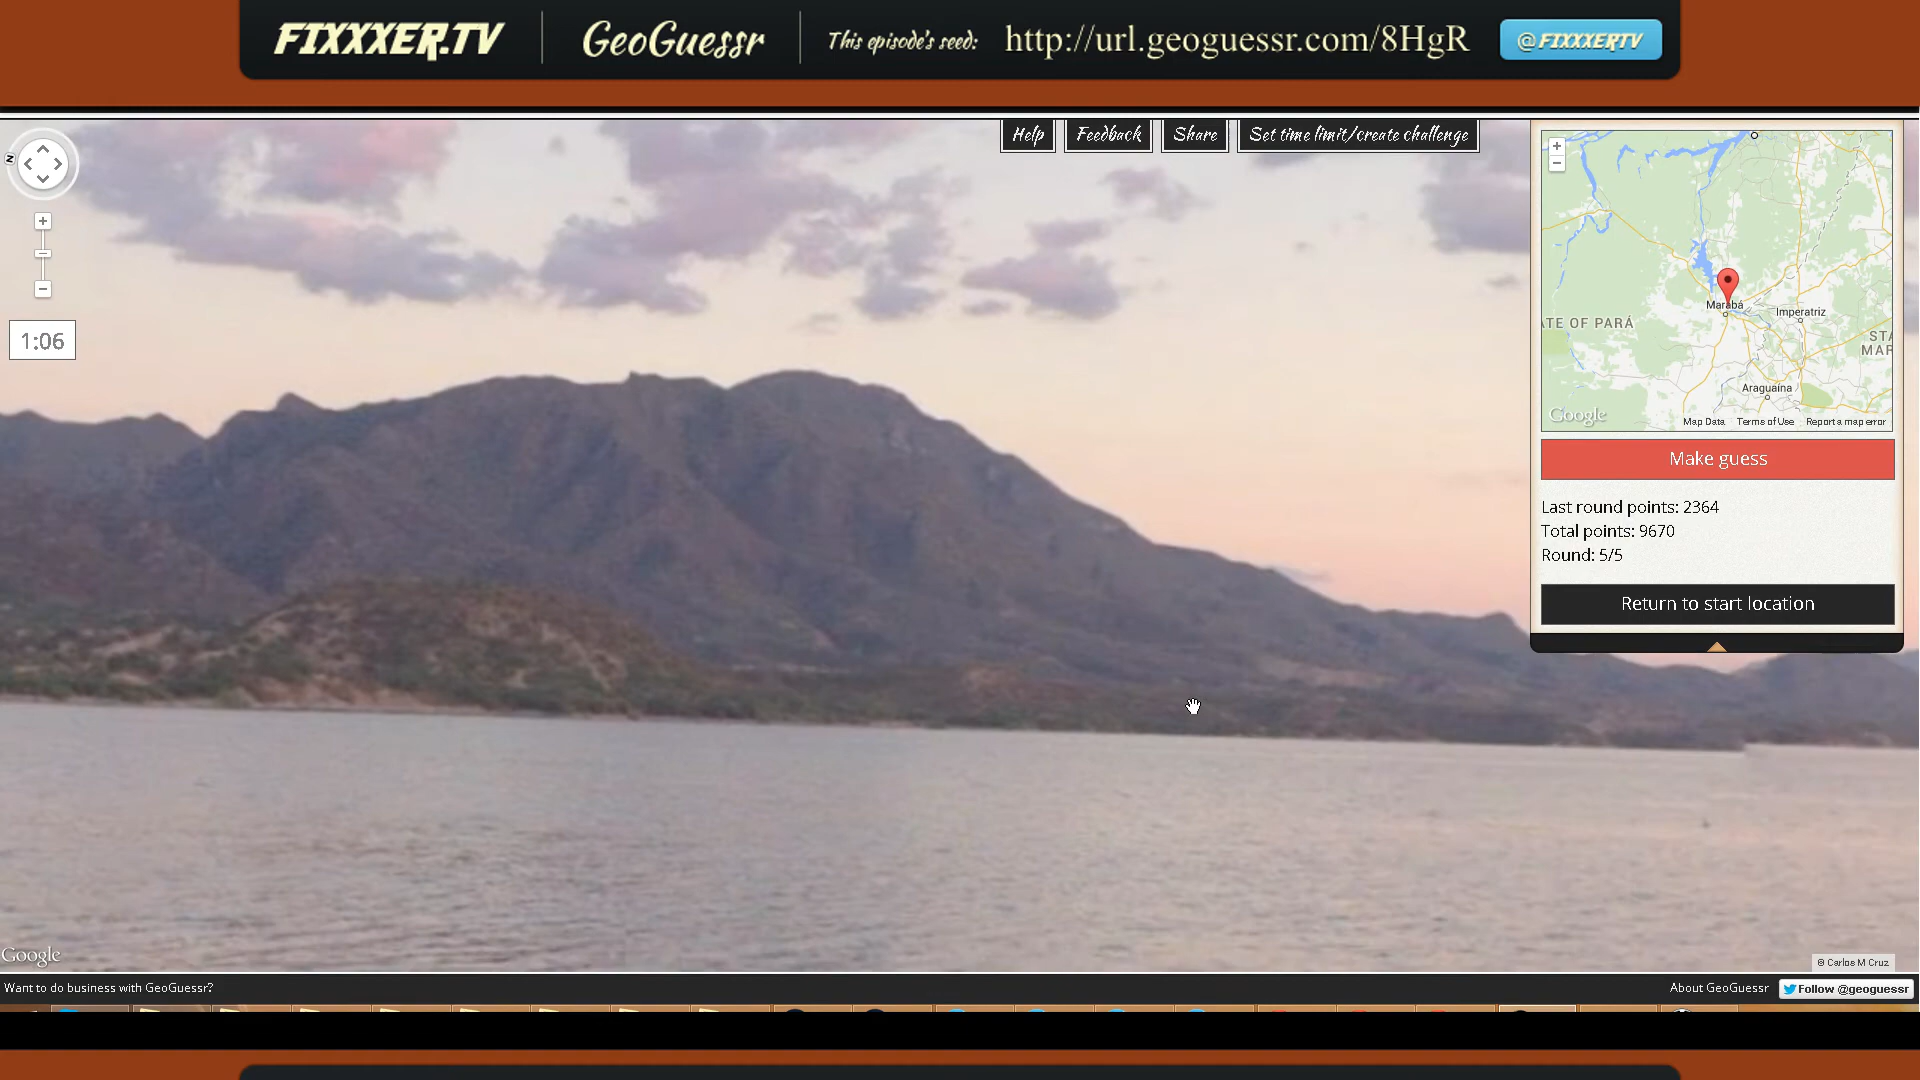 FIXXXER.TV
GeoGuessr
This episode's seed:
http://url.geoguessr.com/8HgR
@FIXXXERTV
Help
Feedback
Share
Set time limit/create challenge
N
1:06
Marabá
Imperatriz
ATE OF PARÁ
STA
MAR
Araguaína
Google
Map Data
Terms of Use
Report a map error
Make guess
Last round points: 2364
Total points: 9670
Round: 5/5
Return to start location
Google
© Carlos M Cruz
Want to do business with GeoGuessr?
About GeoGuessr
Follow @geoguessr